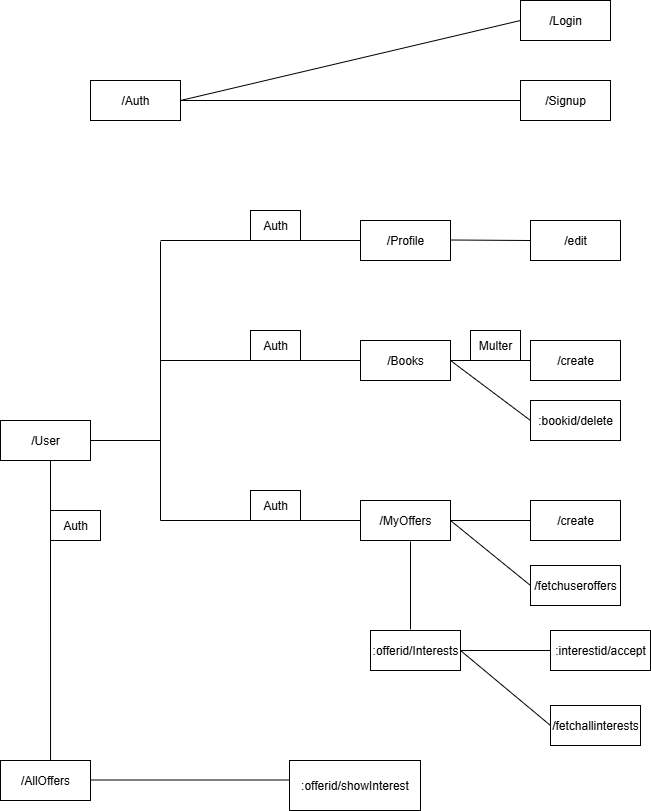 /Login
/Auth
/Signup
Auth
/Profile
/edit
Auth
/Books
Multer
/create
:bookid/delete
/User
Auth
/MyOffers
/create
Auth
/fetchuseroffers
:offerid/Interests
:interestid/accept
/fetchallinterests
/AllOffers
:offerid/showInterest